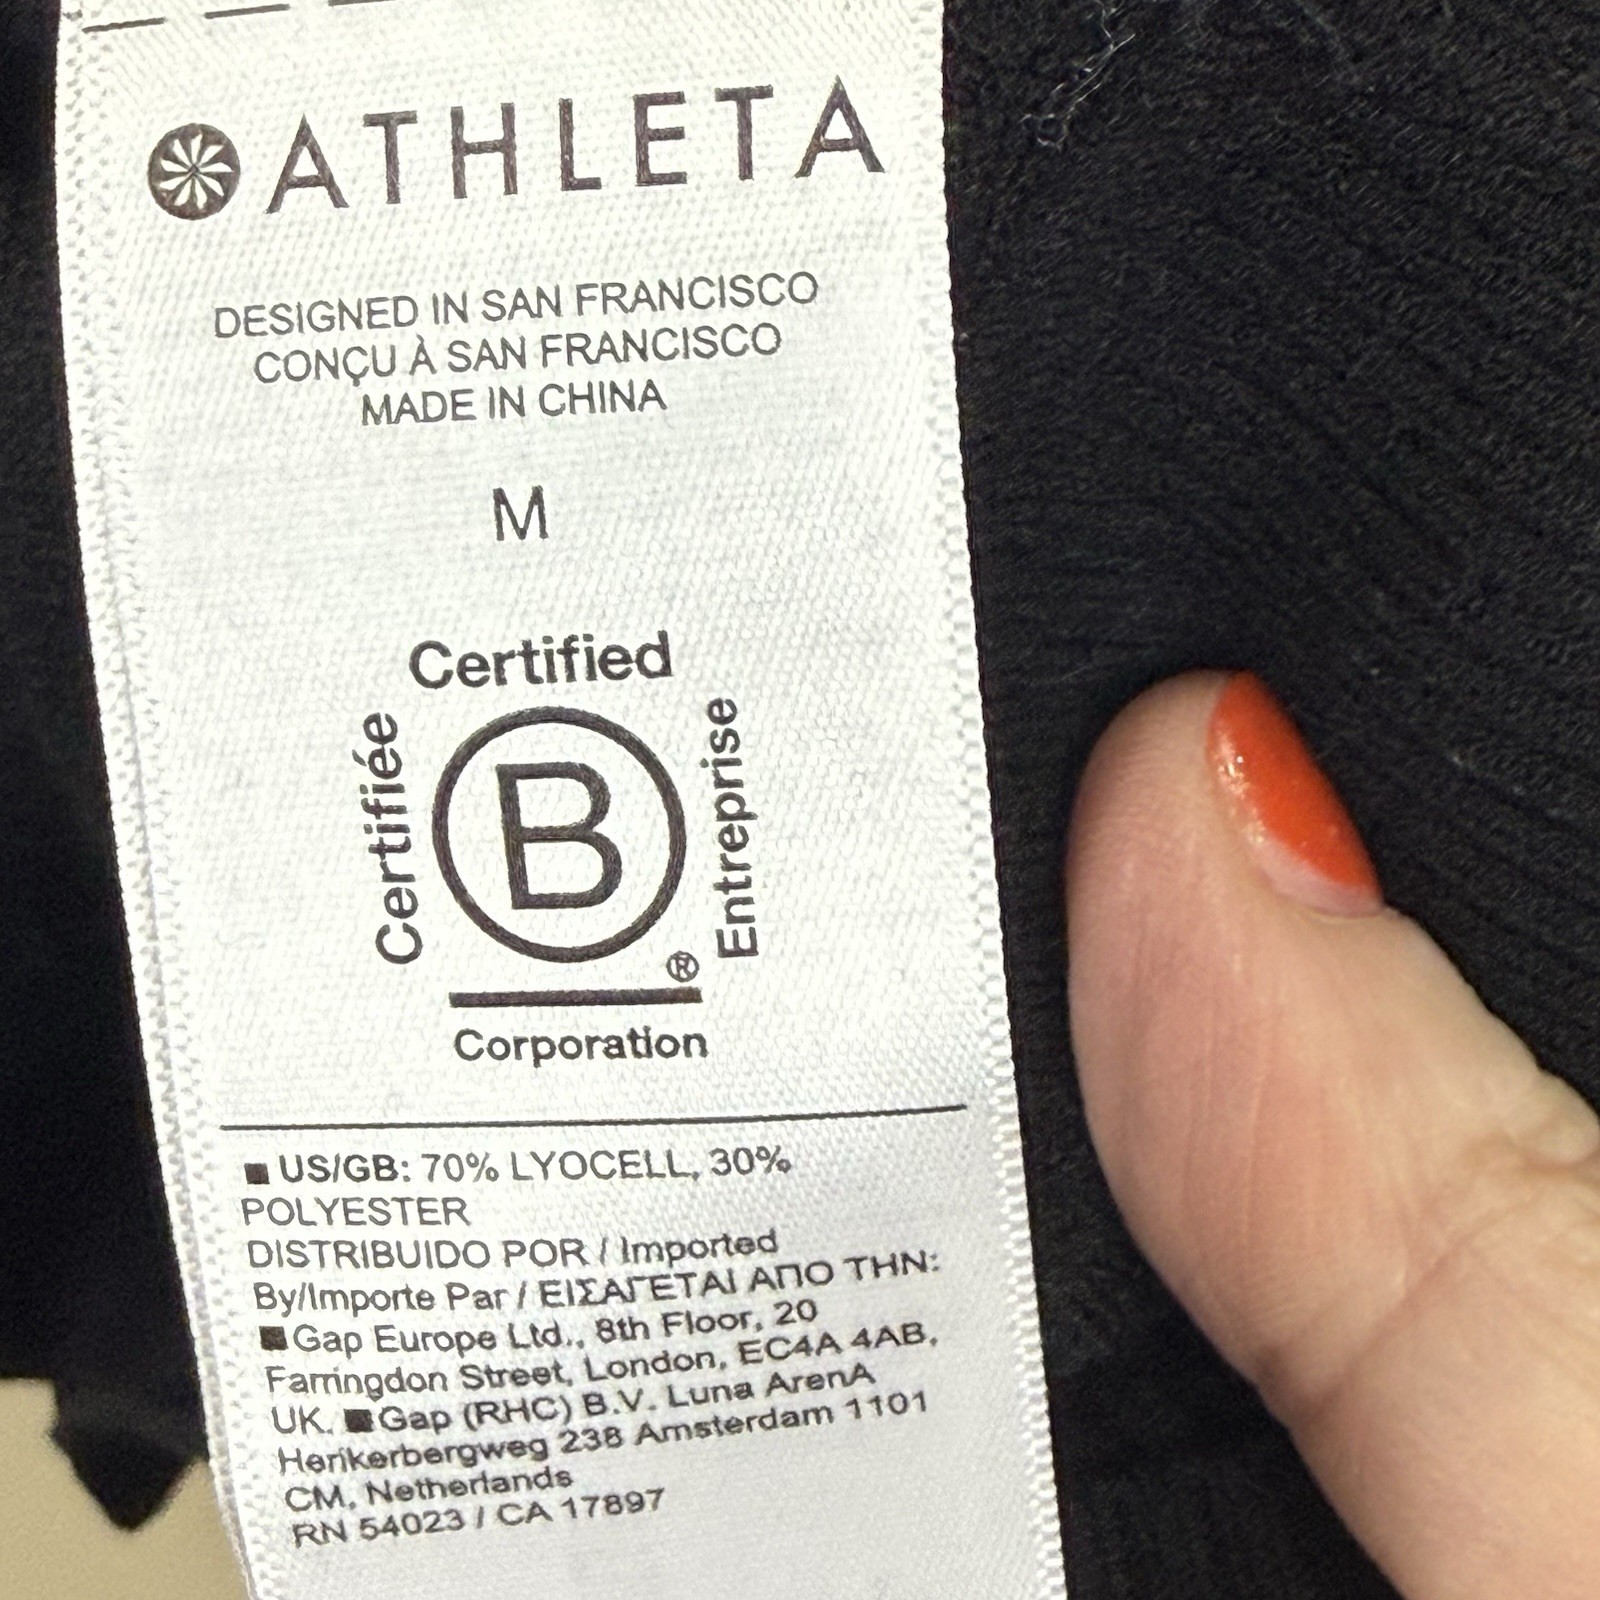 ATHLETA
DESIGNED IN SAN FRANCISCO
CONÇU À SAN FRANCISCO
MADE IN CHINA
M
Certified
Certifiée
B
Entreprise
®
Corporation
US/GB: 70% LYOCELL, 30%
POLYESTER
DISTRIBUIDO POR / Imported
By/Importe Par / ΕΙΣΑΓΕΤΑΙ ΑΠΟ ΤΗΝ:
Gap Europe Ltd., 8th Floor, 20
Farringdon Street, London, EC4A 4AB,
UK. Gap (RHC) B.V. Luna ArenA
Herikerbergweg 238 Amsterdam 1101
CM, Netherlands
RN 54023 / CA 17897